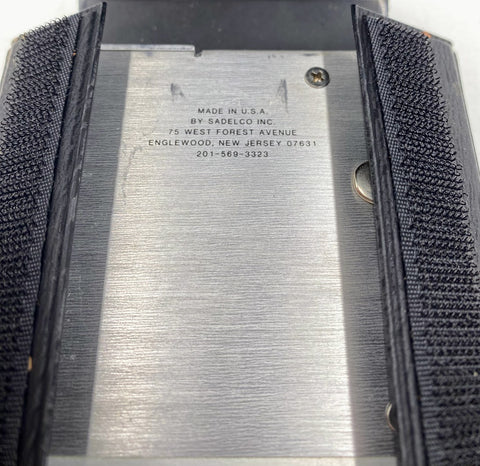 MADE IN U.S.A.
BY SADELCO INC.
75 WEST FOREST AVENUE
ENGLEWOOD, NEW JERSEY 07631
201-569-3323